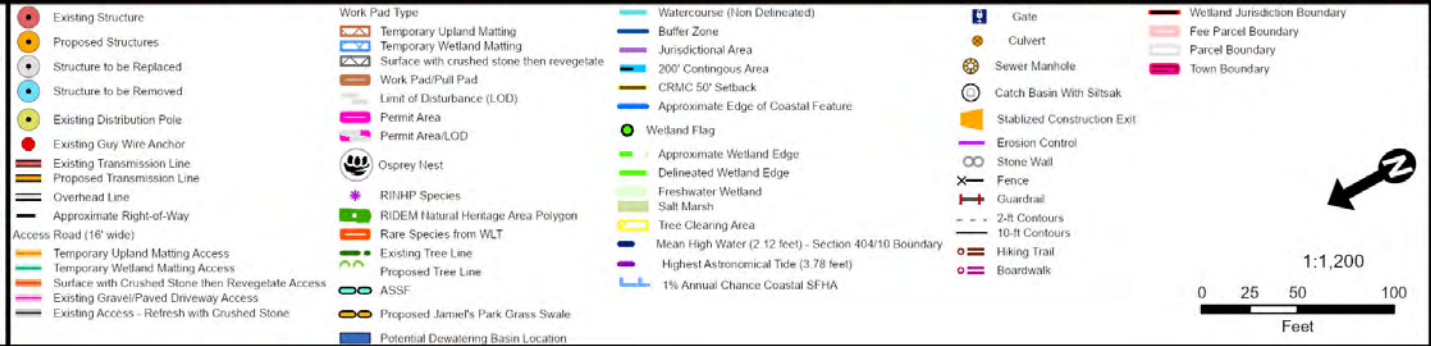 Existing Structure
Proposed Structures
Structure to be Replaced
Structure to be Removed
Existing Distribution Pole
Existing Guy Wire Anchor
Existing Transmission Line
Proposed Transmission Line
Overhead Line
Approximate Right-of-Way
Access Road (16' wide)
Temporary Upland Matting Access
Temporary Wetland Matting Access
Surface with Crushed Stone then Revegetate Access
Existing Gravel/Paved Driveway Access
Existing Access - Refresh with Crushed Stone
Work Pad Type
Temporary Upland Matting
Temporary Wetland Matting
Surface with crushed stone then revegetate
Work Pad/Pull Pad
Limit of Disturbance (LOD)
Permit Area
Permit Area/LOD
Osprey Nest
RINHP Species
RIDEM Natural Heritage Area Polygon
Rare Species from WLT
Existing Tree Line
Proposed Tree Line
ASSF
Proposed Jamiel's Park Grass Swale
Potential Dewatering Basin Location
Watercourse (Non Delineated)
Buffer Zone
Jurisdictional Area
200' Contingous Area
CRMC 50' Setback
Approximate Edge of Coastal Feature
Wetland Flag
Approximate Wetland Edge
Delineated Wetland Edge
Freshwater Wetland
Salt Marsh
Tree Clearing Area
Mean High Water (2.12 feet) - Section 404/10 Boundary
Highest Astronomical Tide (3.78 feet)
1% Annual Chance Coastal SFHA
Gate
Culvert
Sewer Manhole
Catch Basin With Siltsak
Stablized Construction Exit
Erosion Control
Stone Wall
Fence
Guardrail
2-ft Contours
10-ft Contours
Hiking Trail
Boardwalk
Wetland Jurisdiction Boundary
Fee Parcel Boundary
Parcel Boundary
Town Boundary
N
1:1,200
0 25 50 100
Feet